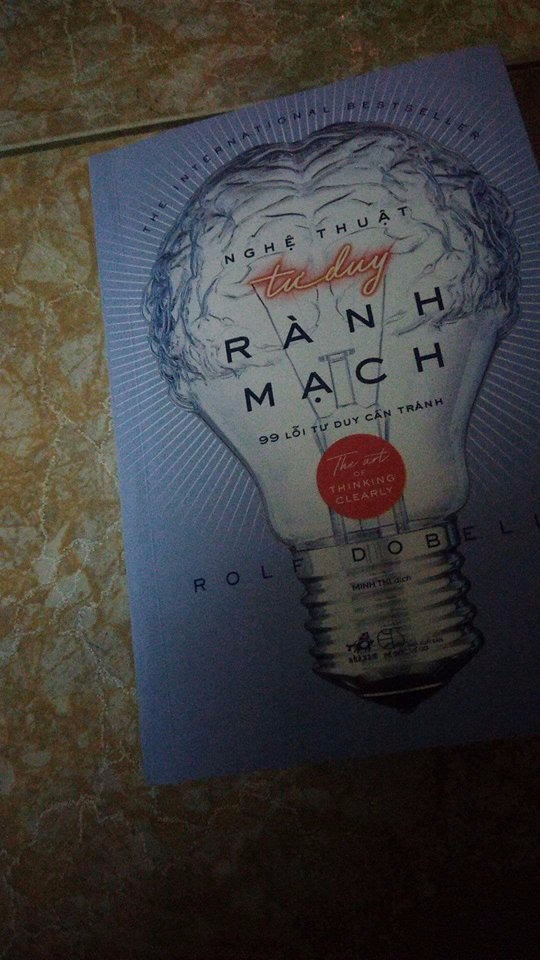 THE INTERNATIONAL BESTSELLER
NGHỆ THUẬT
tư duy
RÀNH
MẠCH
99 LỖI TƯ DUY CẦN TRÁNH
The art
OF
THINKING
CLEARLY
ROLF DOBELL
MINH THI dịch